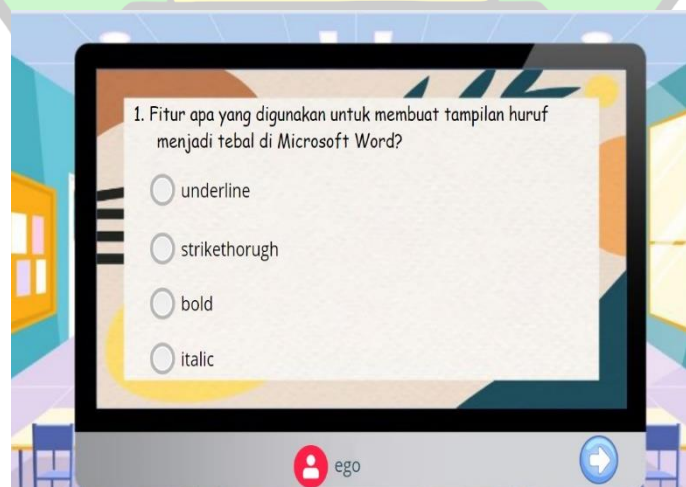 1. Fitur apa yang digunakan untuk membuat tampilan huruf
menjadi tebal di Microsoft Word?
underline
strikethorugh
bold
italic
ego